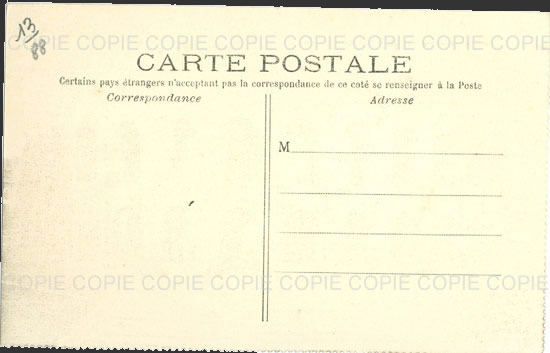 13/88
COPIE COPIE COPIE COPIE COPIE COPIE COPIE COPIE
CARTE POSTALE
Certains pays étrangers n'acceptant pas la correspondance de ce coté se renseigner à la Poste
Correspondance
Adresse
M
COPIE COPIE COPIE COPIE COPIE COPIE COPIE COPIE